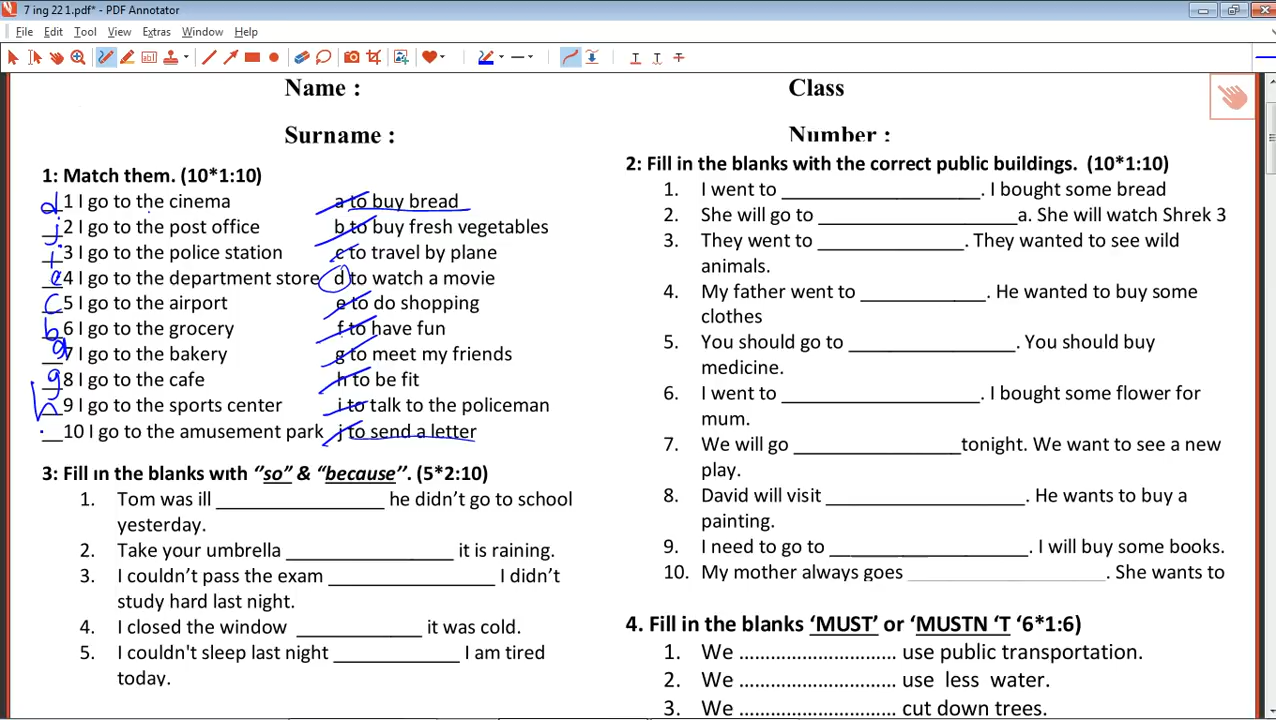 7 ing 22 1.pdf* - PDF Annotator
File Edit Tool View Extras Window Help
Name :
Class
Surname :
Number :
1: Match them. (10*1:10)
d 1 I go to the cinema
j 2 I go to the post office
i 3 I go to the police station
e 4 I go to the department store
c 5 I go to the airport
b 6 I go to the grocery
a 7 I go to the bakery
g 8 I go to the cafe
h 9 I go to the sports center
__10 I go to the amusement park
a to buy bread
b to buy fresh vegetables
c to travel by plane
d to watch a movie
e to do shopping
f to have fun
g to meet my friends
h to be fit
i to talk to the policeman
j to send a letter
3: Fill in the blanks with “so” & “because”. (5*2:10)
1. Tom was ill _________________ he didn’t go to school
yesterday.
2. Take your umbrella _________________ it is raining.
3. I couldn’t pass the exam _________________ I didn’t
study hard last night.
4. I closed the window _____________ it was cold.
5. I couldn't sleep last night _____________ I am tired
today.
2: Fill in the blanks with the correct public buildings. (10*1:10)
1. I went to ____________________. I bought some bread
2. She will go to ____________________a. She will watch Shrek 3
3. They went to _______________. They wanted to see wild
animals.
4. My father went to _____________. He wanted to buy some
clothes
5. You should go to _________________. You should buy
medicine.
6. I went to ____________________. I bought some flower for
mum.
7. We will go _________________tonight. We want to see a new
play.
8. David will visit ____________________. He wants to buy a
painting.
9. I need to go to ____________________. I will buy some books.
10. My mother always goes ____________________. She wants to
4. Fill in the blanks ‘MUST’ or ‘MUSTN ‘T ‘6*1:6)
1. We ................................ use public transportation.
2. We ................................ use less water.
3. We ................................ cut down trees.